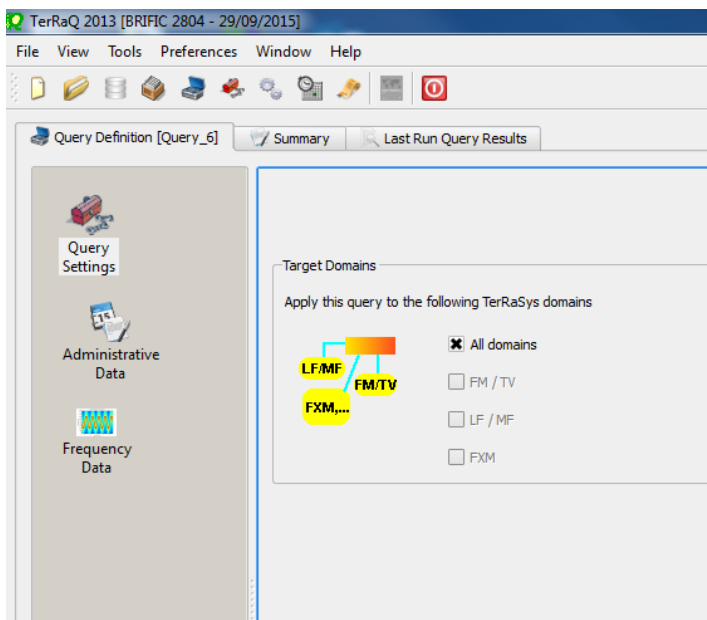 TerRaQ 2013 [BRIFIC 2804 - 29/09/2015]
File View Tools Preferences Window Help
Query Definition [Query_6] Summary Last Run Query Results
Query
Settings
Administrative
Data
Frequency
Data
Target Domains
Apply this query to the following TerRaSys domains
LF/MF
FM/TV
FXM,...
All domains
FM / TV
LF / MF
FXM